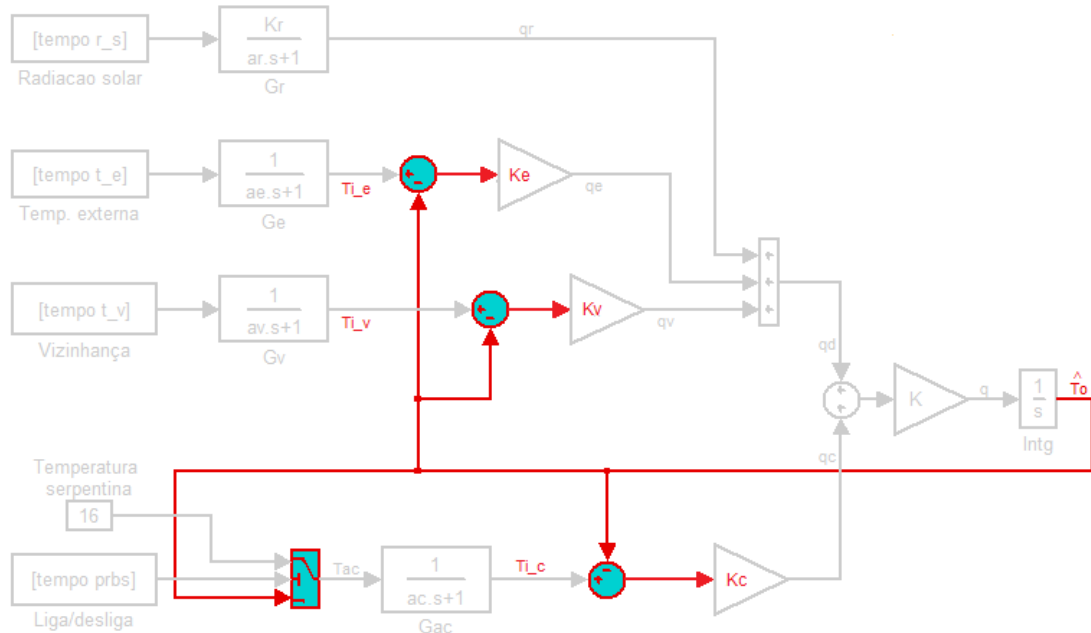 [tempo r_s]
Radiacao solar
Kr
ar.s+1
Gr
qr
[tempo t_e]
Temp. externa
1
ae.s+1
Ge
Ti_e
+
-
Ke
qe
[tempo t_v]
Vizinhança
1
av.s+1
Gv
Ti_v
+
-
Kv
qv
+
+
+
qd
+
+
K
q
1
s
Intg
^
To
qc
Temperatura
serpentina
16
[tempo prbs]
Liga/desliga
Tac
1
ac.s+1
Gac
Ti_c
+
-
Kc